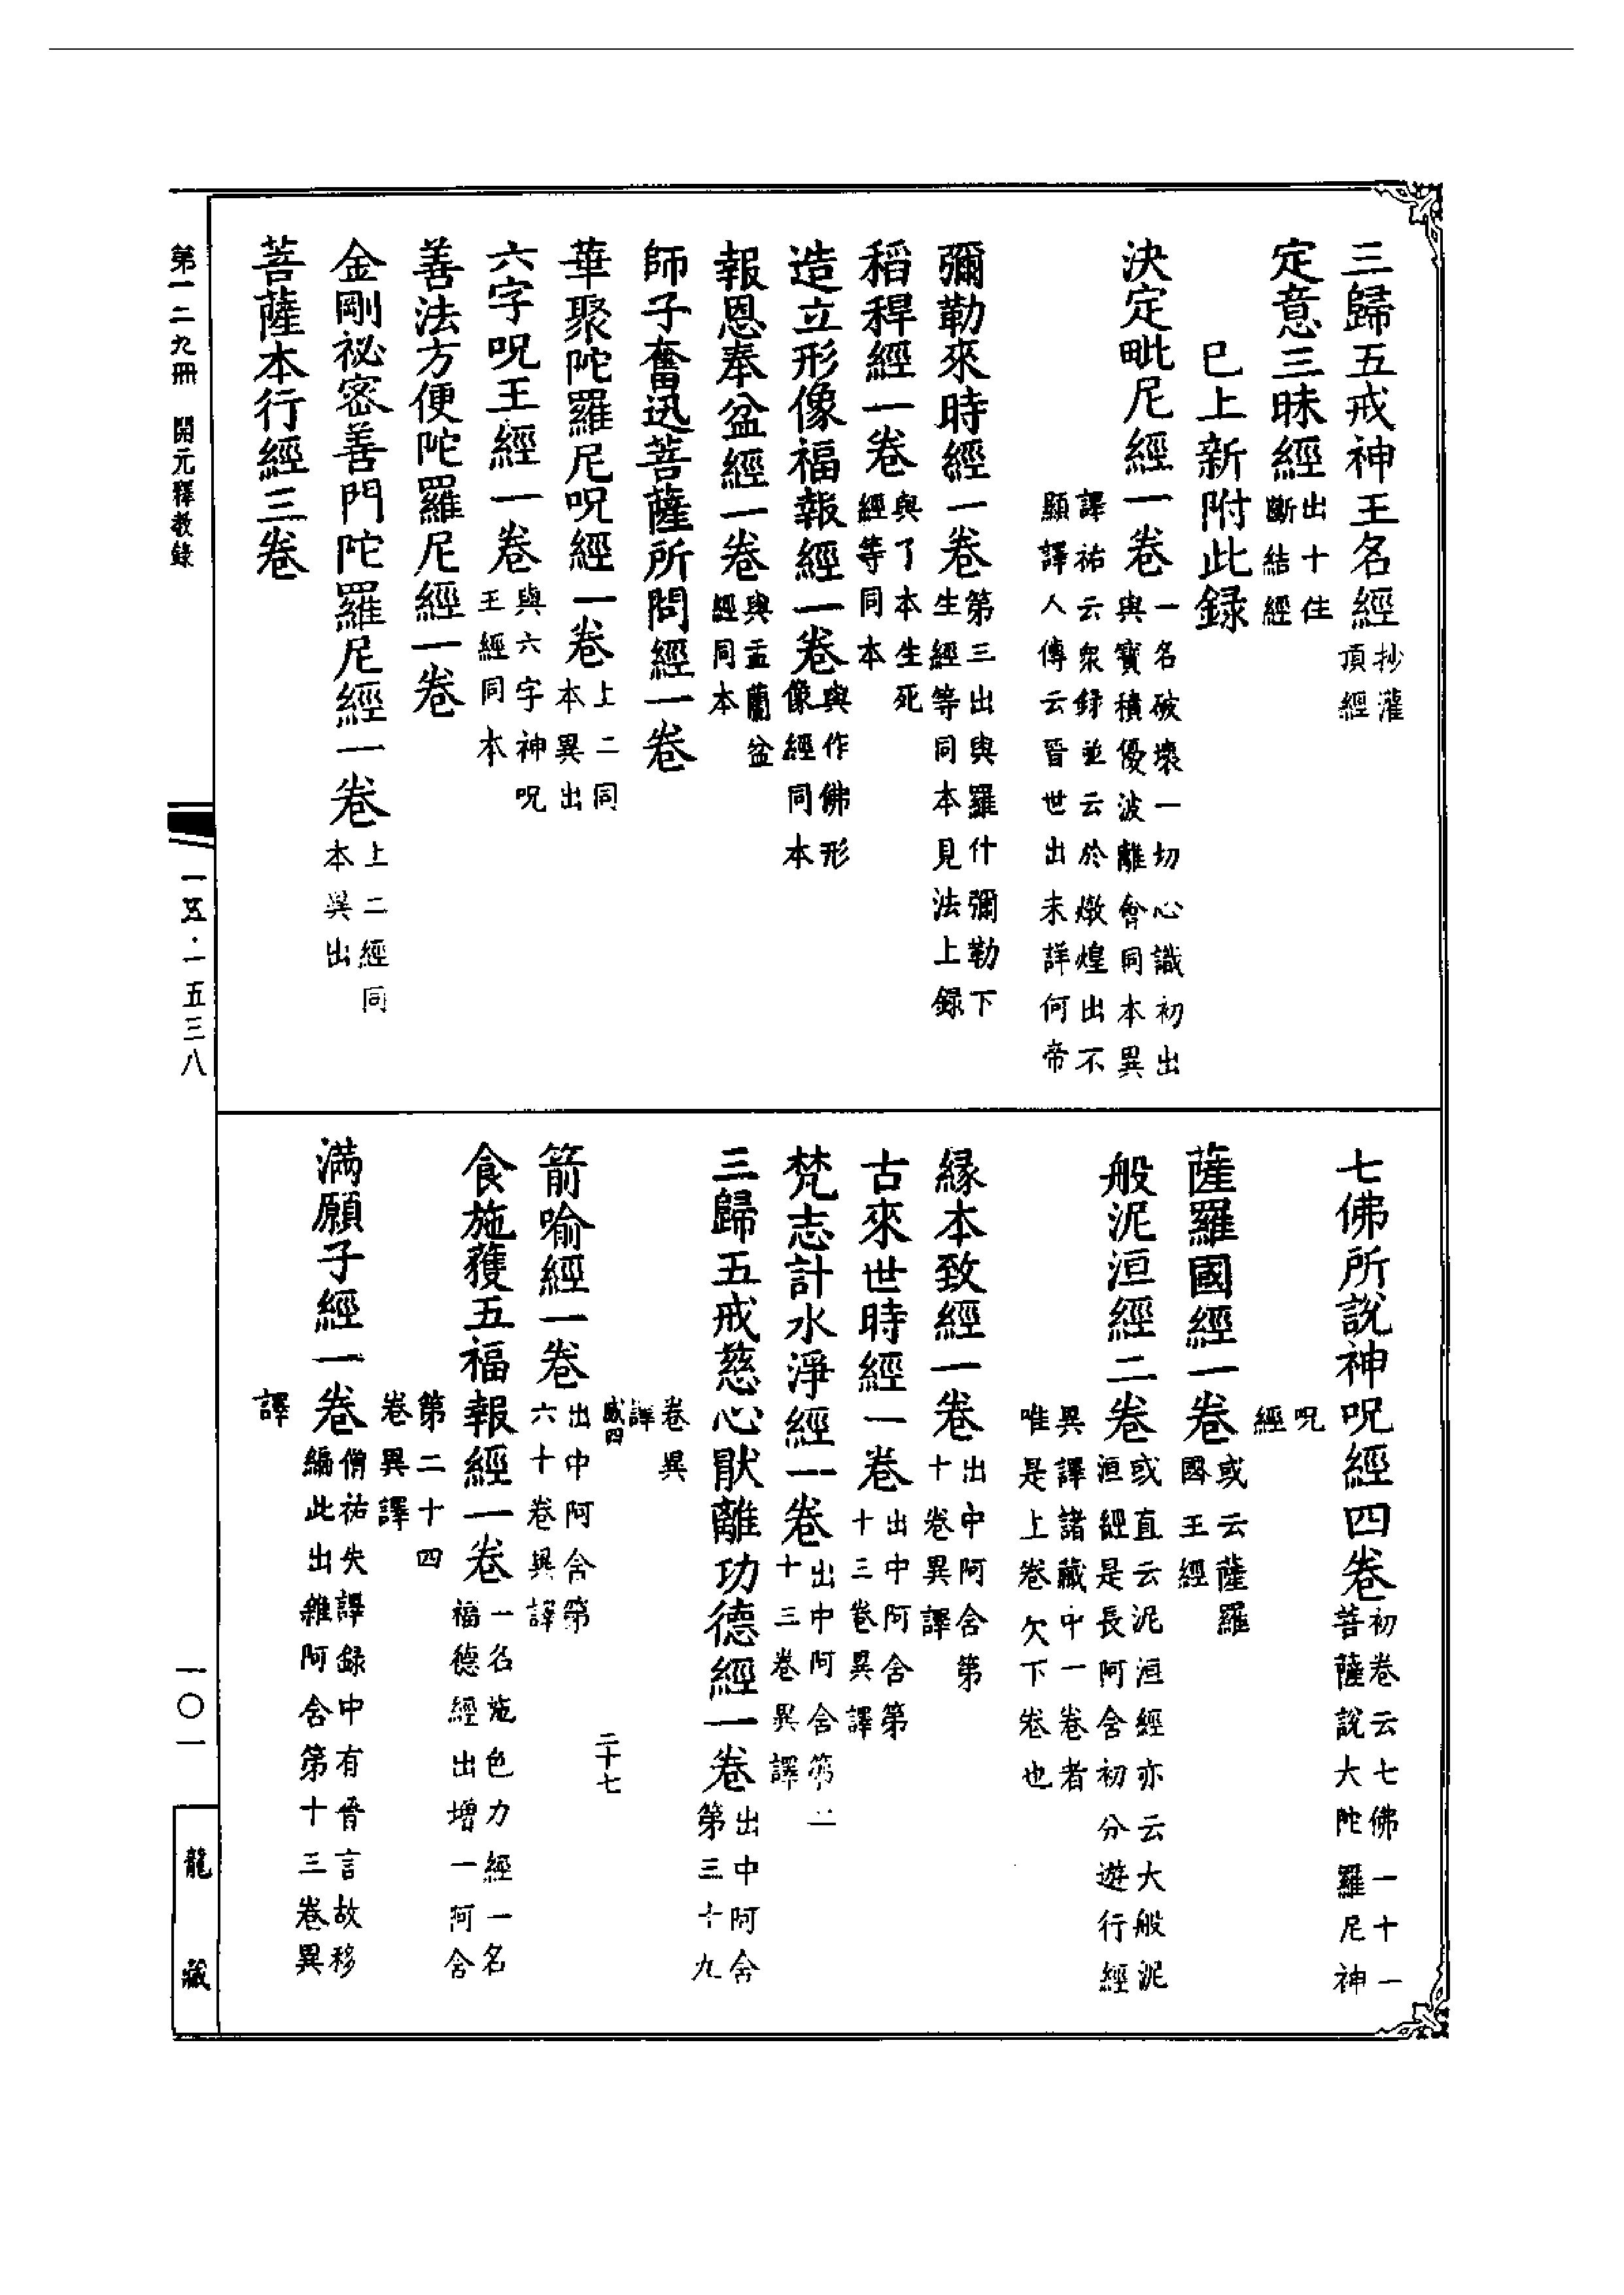 三歸五戒神王名經抄灌頂經
定意三昧經出十住斷結經
巳上新附此録
決定毗尼經一卷一名破壞一切心識初出與寶積優波離會同本異
譯祐云衆録並云於燉煌出不顯譯人傳云晉世出未詳何帝
彌勒來時經一卷第三出與羅什彌勒下生經等同本見法上録
稻稈經一卷與了本生死經等同本
造立形像福報經一卷與作佛形像經同本
報恩奉盆經一卷與盂蘭盆經同本
師子奮迅菩薩所問經一卷
華聚陀羅尼呪經一卷上二同本異出
六字呪王經一卷與六字神呪王經同本
善法方便陀羅尼經一卷
金剛祕密善門陀羅尼經一卷上二經同本異出
菩薩本行經三卷
七佛所說神呪經四卷初卷云七佛一十一菩薩說大陀羅尼神
呪經
薩羅國經一卷或云薩羅國王經
般泥洹經二卷或直云泥洹經亦云大般泥洹經是長阿含初分遊行經
異譯諸藏中一卷者唯是上卷欠下卷也
緣本致經一卷出中阿含第十卷異譯
古來世時經一卷出中阿含第十三卷異譯
梵志計水淨經一卷出中阿含第二十三卷異譯
三歸五戒慈心猒離功德經一卷出中阿含第三十九
卷異譯
咸四 二十七
箭喻經一卷出中阿含第六十卷異譯
食施獲五福報經一卷一名施色力經一名福德經出增一阿含
第二十四卷異譯
滿願子經一卷僧祐失譯録中有晉言故移編此出雜阿含第十三卷異
譯
第一二九冊 開元釋教錄
一五·一五三八
一〇一
龍藏